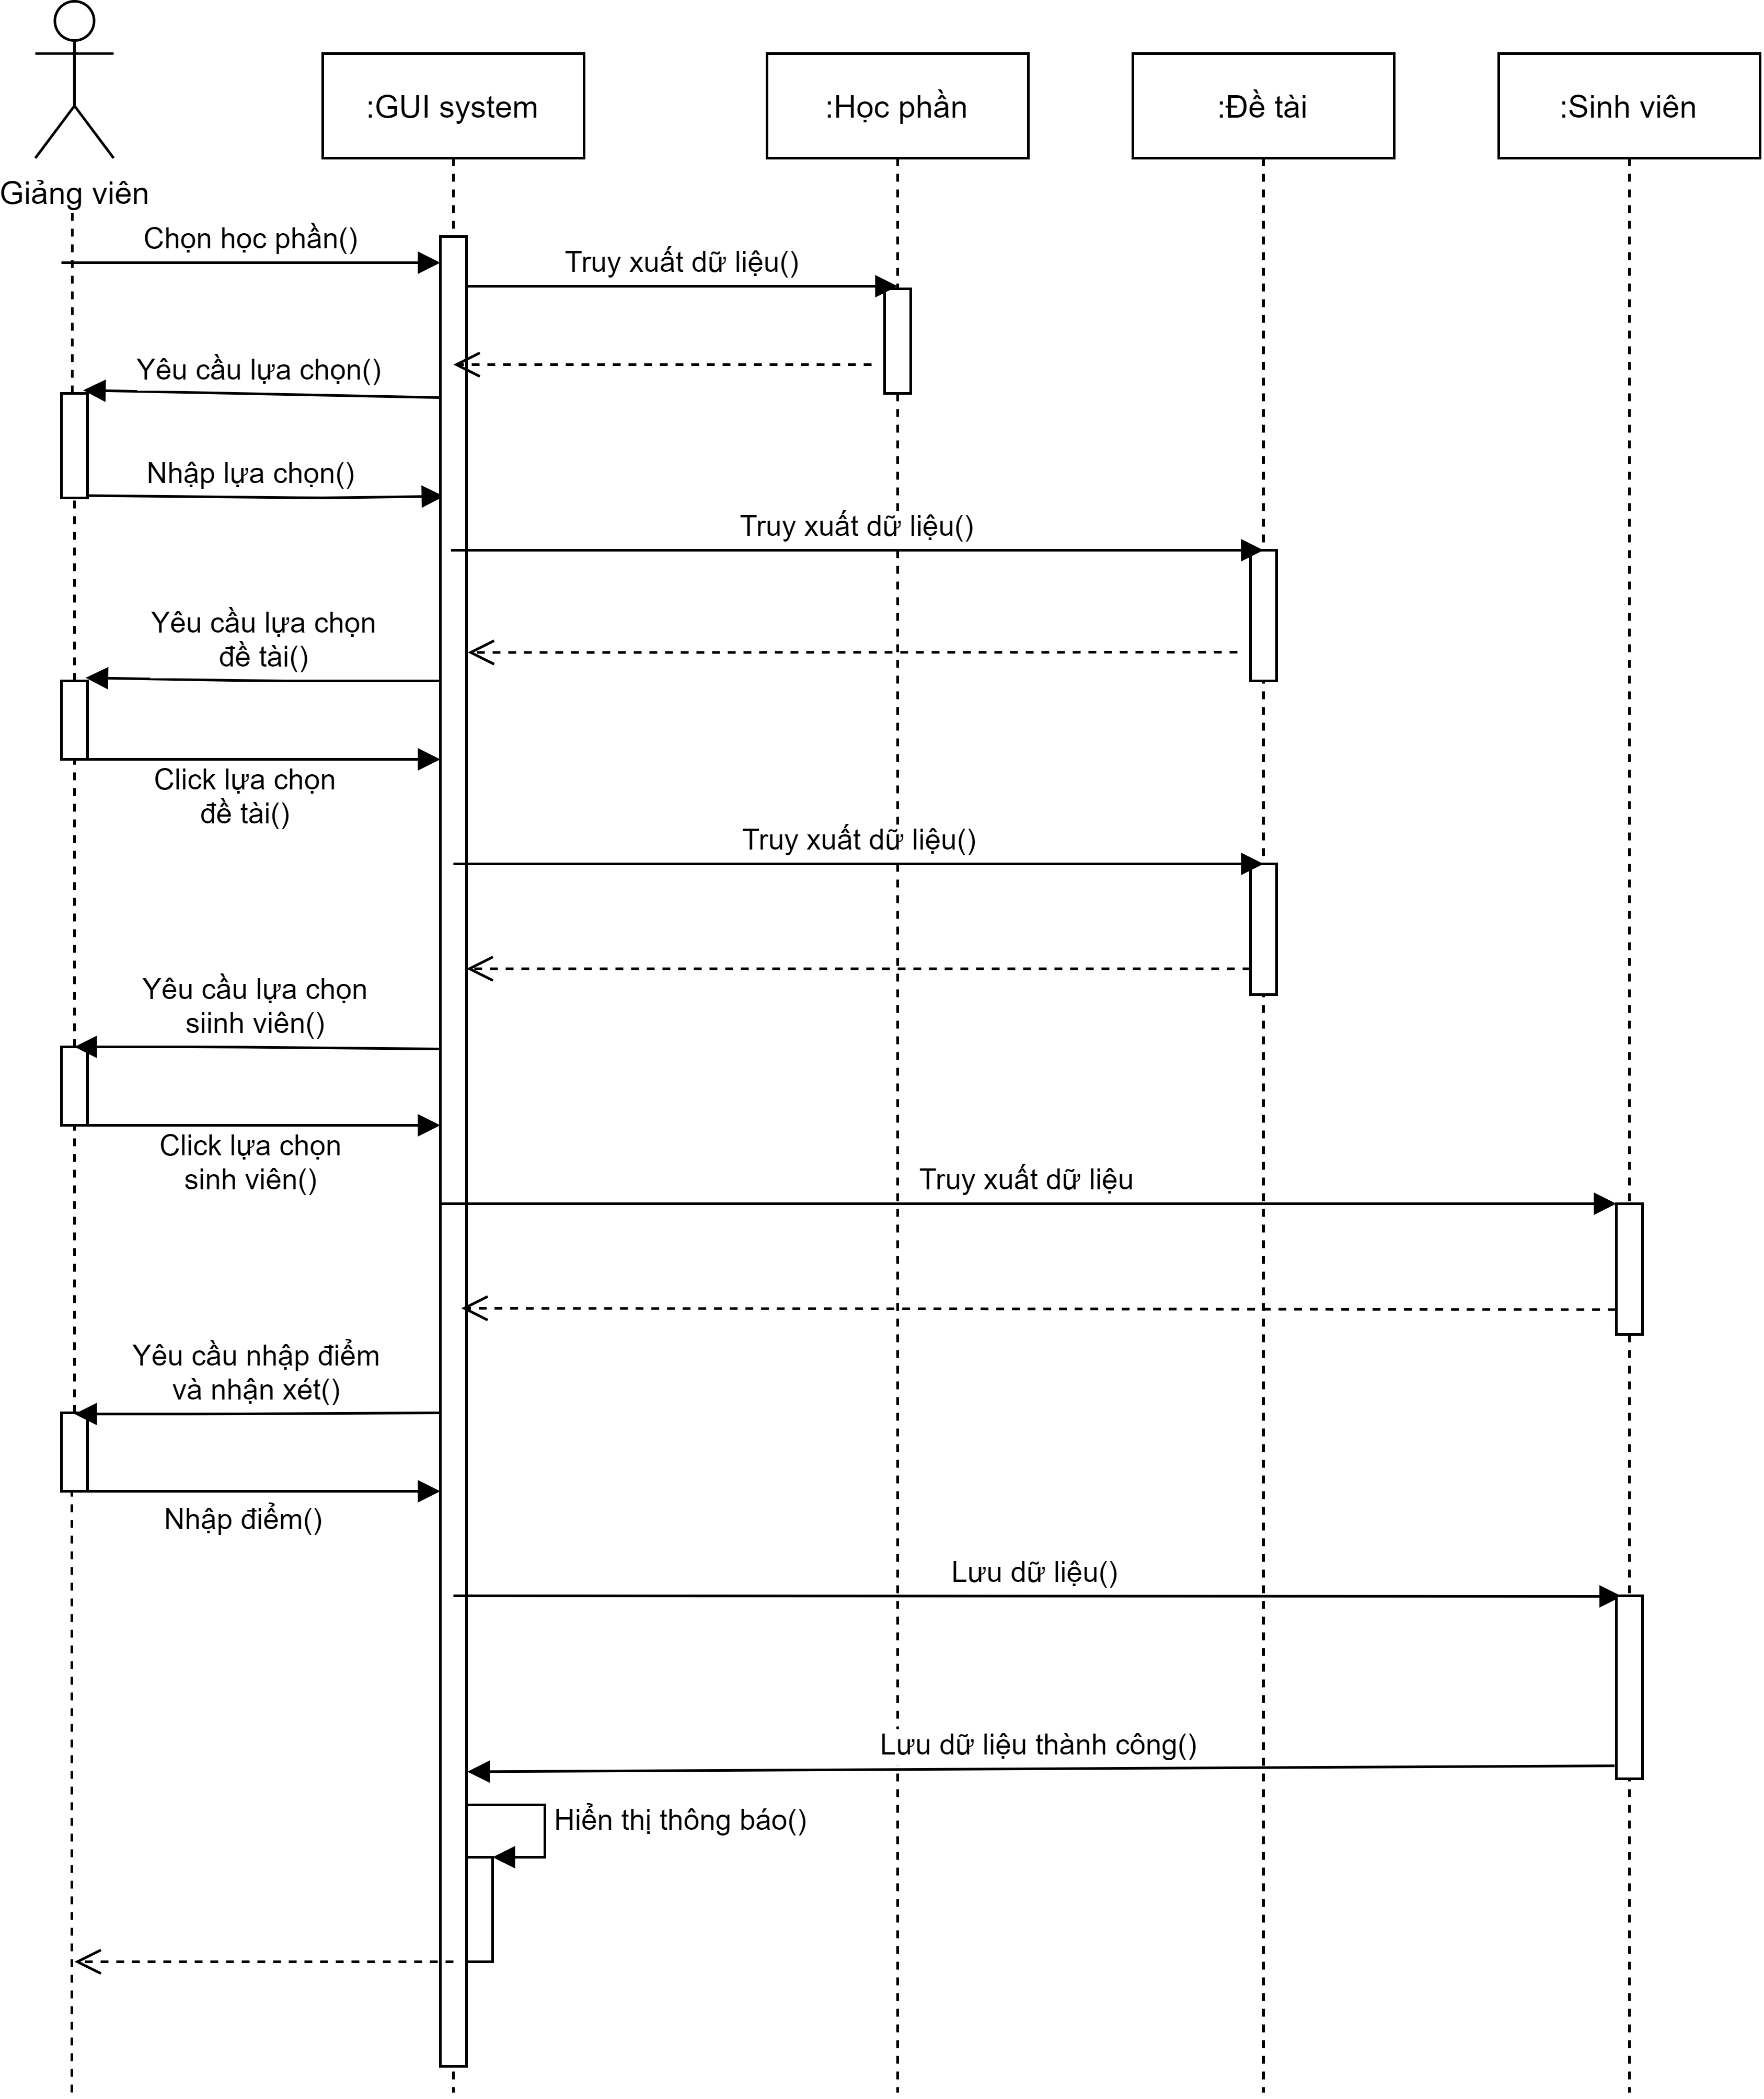 :GUI system
:Học phần
:Đề tài
:Sinh viên
Giảng viên
Chọn học phần()
Truy xuất dữ liệu()
Yêu cầu lựa chọn()
Nhập lựa chọn()
Truy xuất dữ liệu()
Yêu cầu lựa chọn
đề tài()
Click lựa chọn
đề tài()
Truy xuất dữ liệu()
Yêu cầu lựa chọn
siinh viên()
Click lựa chọn
sinh viên()
Truy xuất dữ liệu
Yêu cầu nhập điểm
và nhận xét()
Nhập điểm()
Lưu dữ liệu()
Lưu dữ liệu thành công()
Hiển thị thông báo()